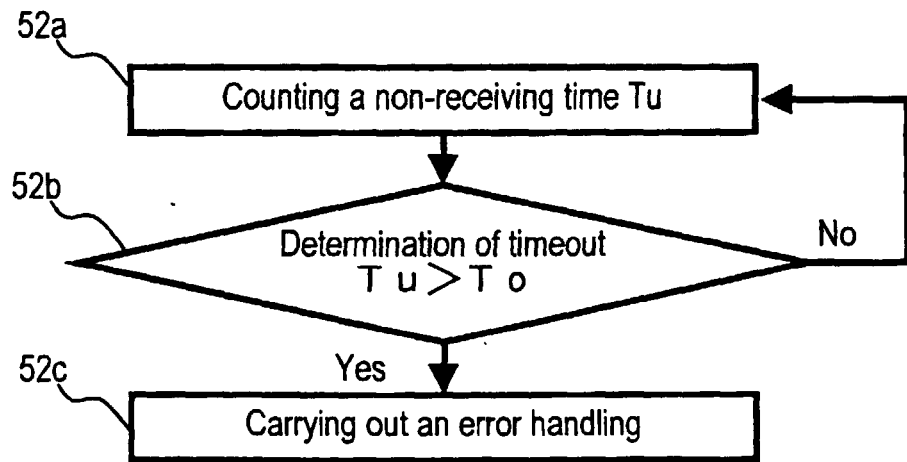 52a
Counting a non-receiving time Tu
52b
Determination of timeout
Tu>To
No
Yes
52c
Carrying out an error handling